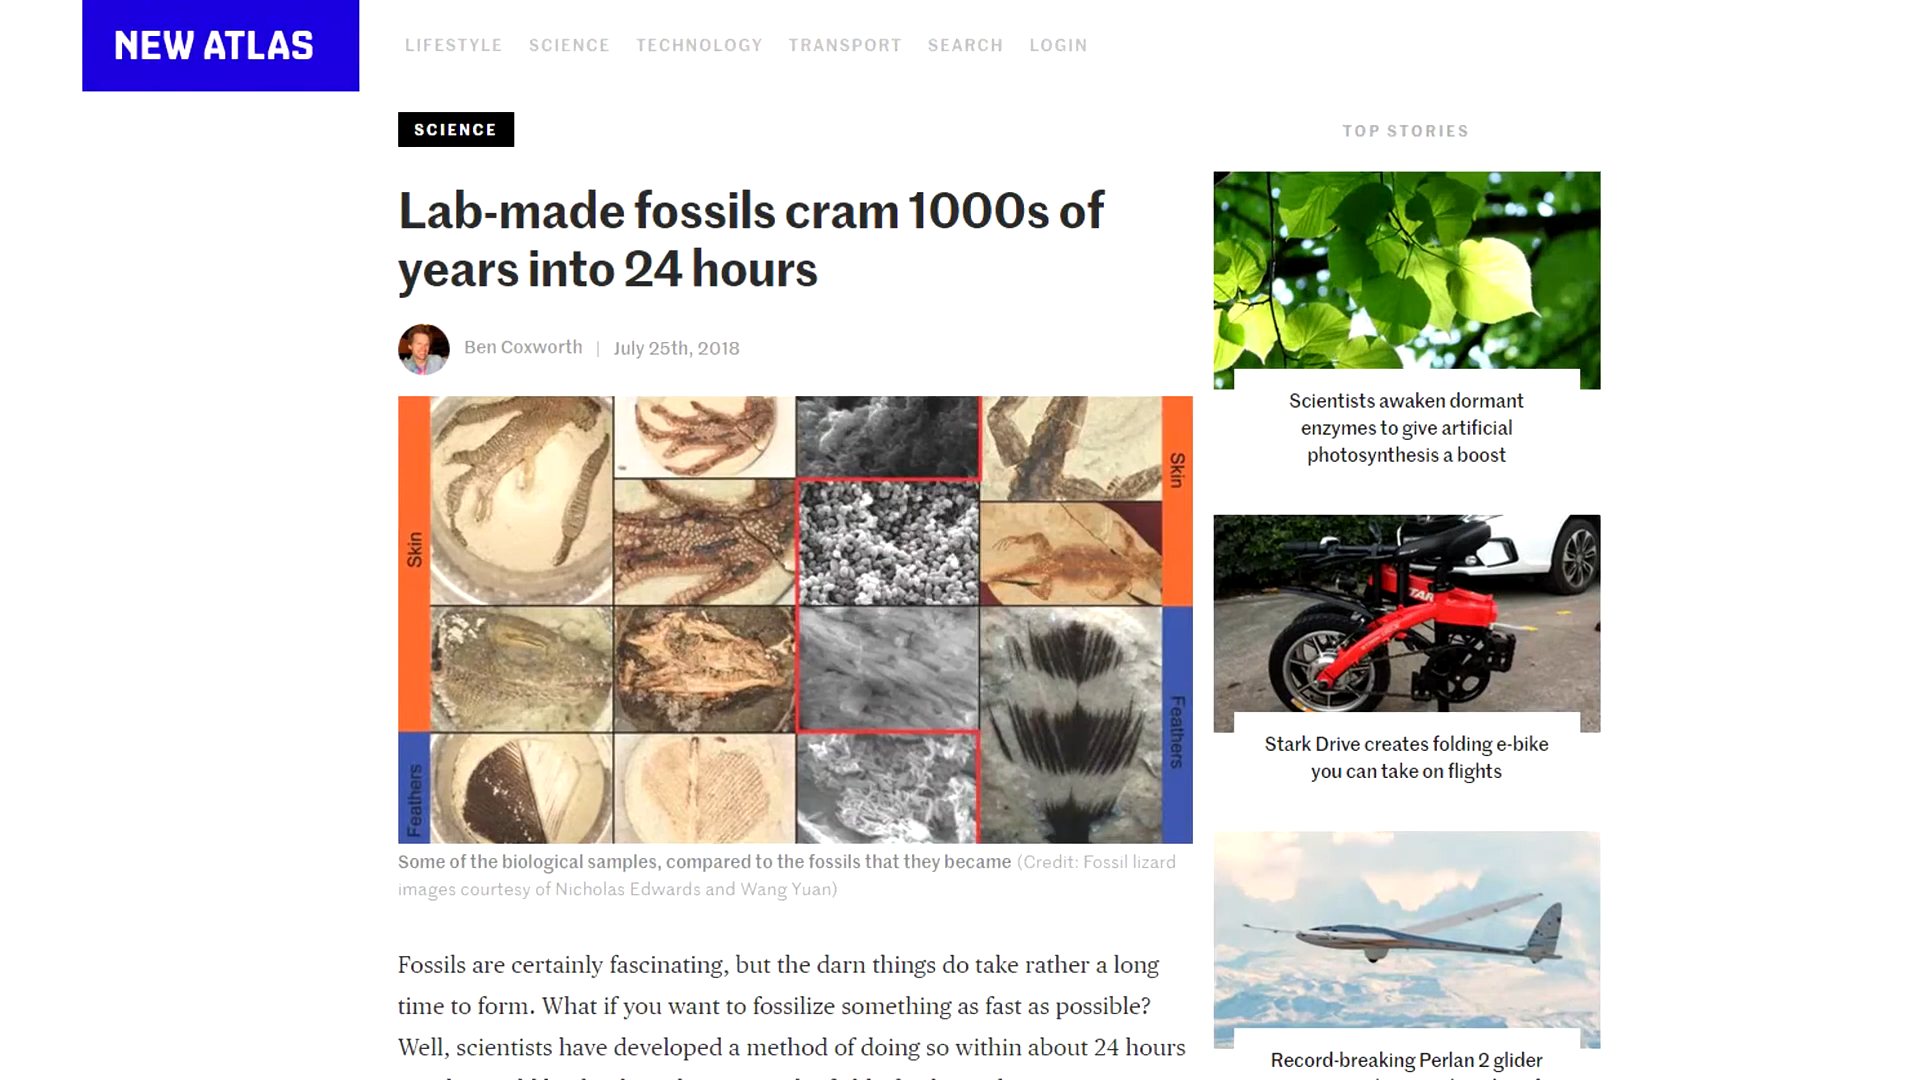 NEW ATLAS
LIFESTYLE SCIENCE TECHNOLOGY TRANSPORT SEARCH LOGIN
SCIENCE
Lab-made fossils cram 1000s of
years into 24 hours
Ben Coxworth | July 25th, 2018
Skin
Feathers
Skin
Feathers
Some of the biological samples, compared to the fossils that they became (Credit: Fossil lizard
images courtesy of Nicholas Edwards and Wang Yuan)
Fossils are certainly fascinating, but the darn things do take rather a long
time to form. What if you want to fossilize something as fast as possible?
Well, scientists have developed a method of doing so within about 24 hours
TOP STORIES
Scientists awaken dormant
enzymes to give artificial
photosynthesis a boost
TAR
Stark Drive creates folding e-bike
you can take on flights
Record-breaking Perlan 2 glider